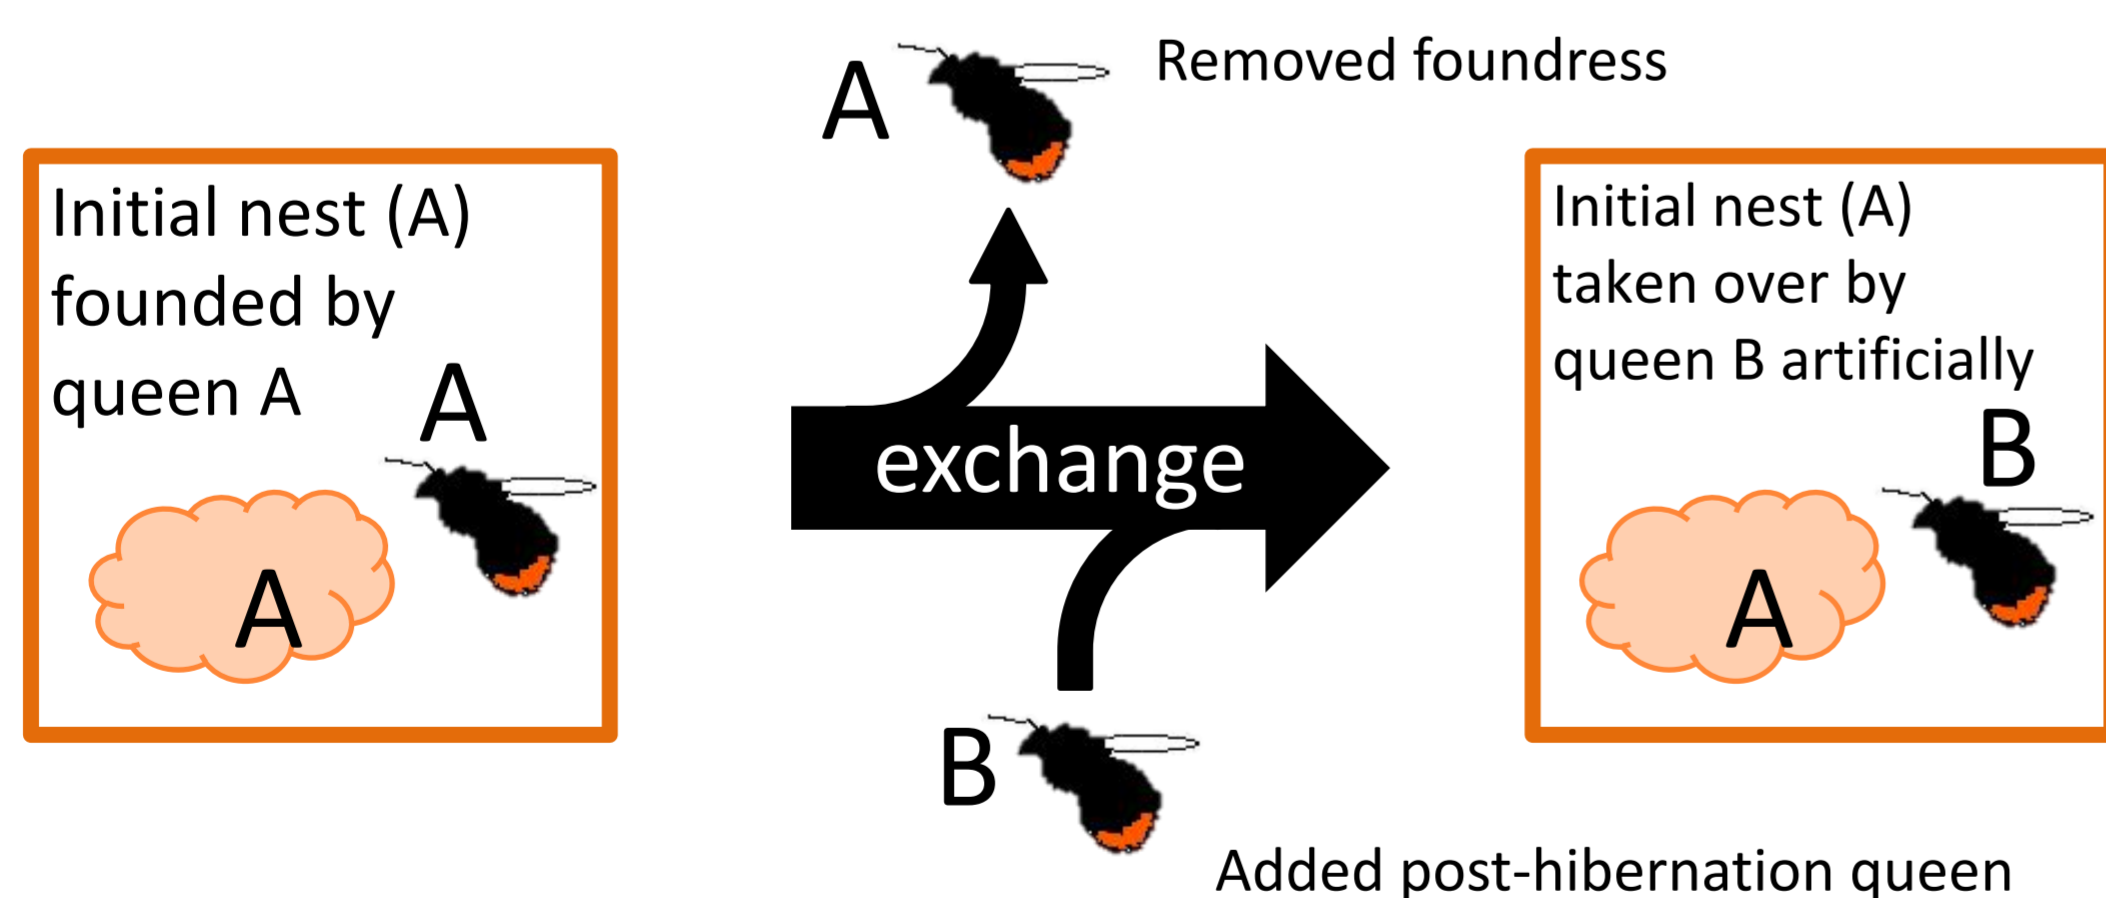 Initial nest (A)
founded by
queen A
A
A
A
Removed foundress
exchange
B
Added post-hibernation queen
Initial nest (A)
taken over by
queen B artificially
B
A